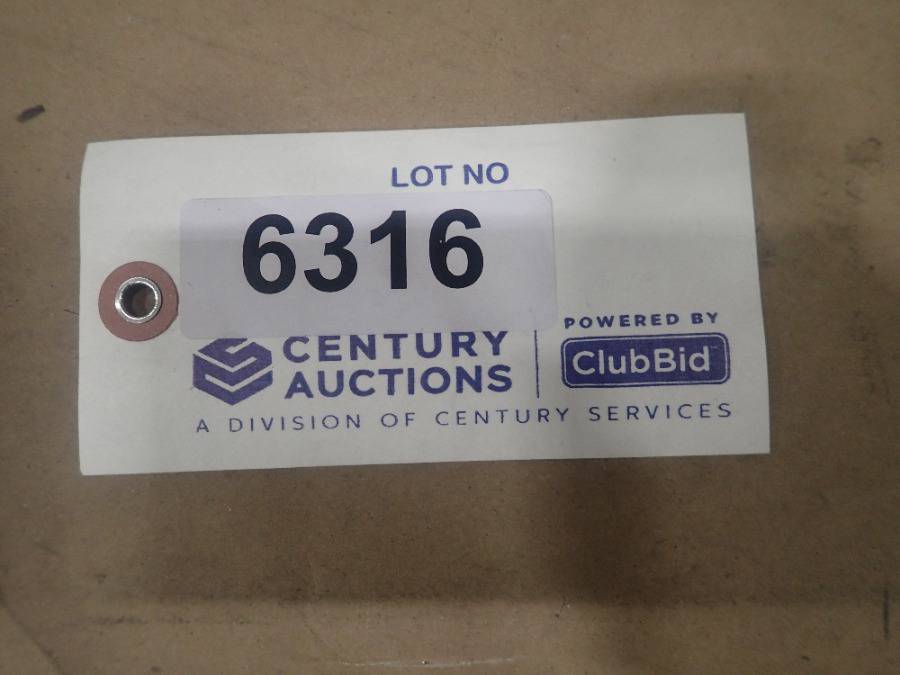 LOT NO
6316
CENTURY
AUCTIONS
POWERED BY
ClubBid
A DIVISION OF CENTURY SERVICES